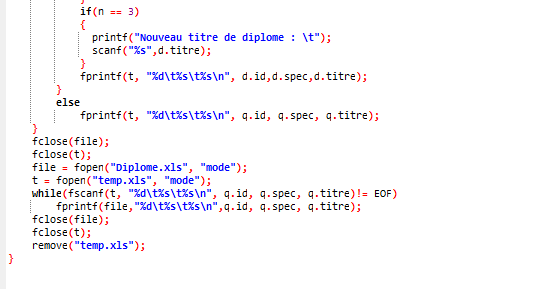 if(n == 3)
{
printf("Nouveau titre de diplome : \t");
scanf("%s",d.titre);
}
fprintf(t, "%d\t%s\t%s\n", d.id,d.spec,d.titre);
}
else
fprintf(t, "%d\t%s\t%s\n", q.id, q.spec, q.titre);
}
fclose(file);
fclose(t);
file = fopen("Diplome.xls", "mode");
t = fopen("temp.xls", "mode");
while(fscanf(t, "%d\t%s\t%s\n", q.id, q.spec, q.titre)!= EOF)
fprintf(file,"%d\t%s\t%s\n",q.id, q.spec, q.titre);
fclose(file);
fclose(t);
remove("temp.xls");
}